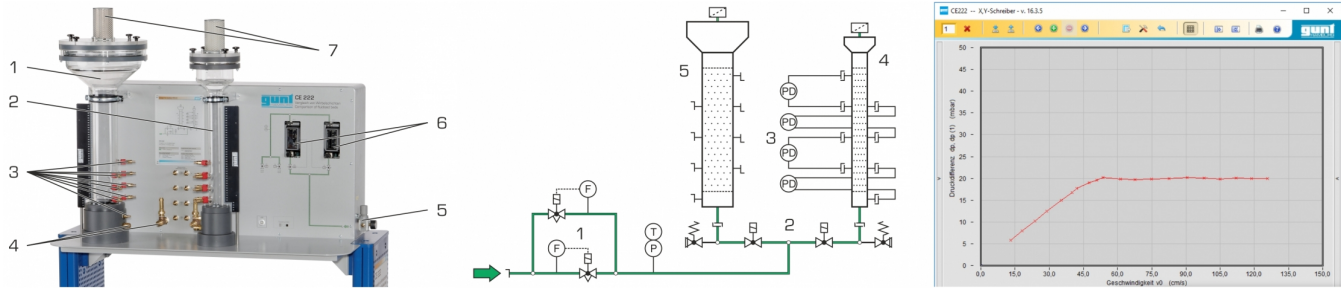 7
1
2
3
4
5
6
gunt
CE 222
5
4
3
PD
PD
PD
PD
2
1
F
F
T
P
CE222 -- X,Y-Schreiber - v. 16.3.5
1
gunt
50
45
40
35
30
25
20
15
10
5
0
Druckdifferenz dp, dp (1) (mbar)
0,0 15,0 30,0 45,0 60,0 75,0 90,0 105,0 120,0 135,0 150,0
Geschwindigkeit v0 (cm/s)